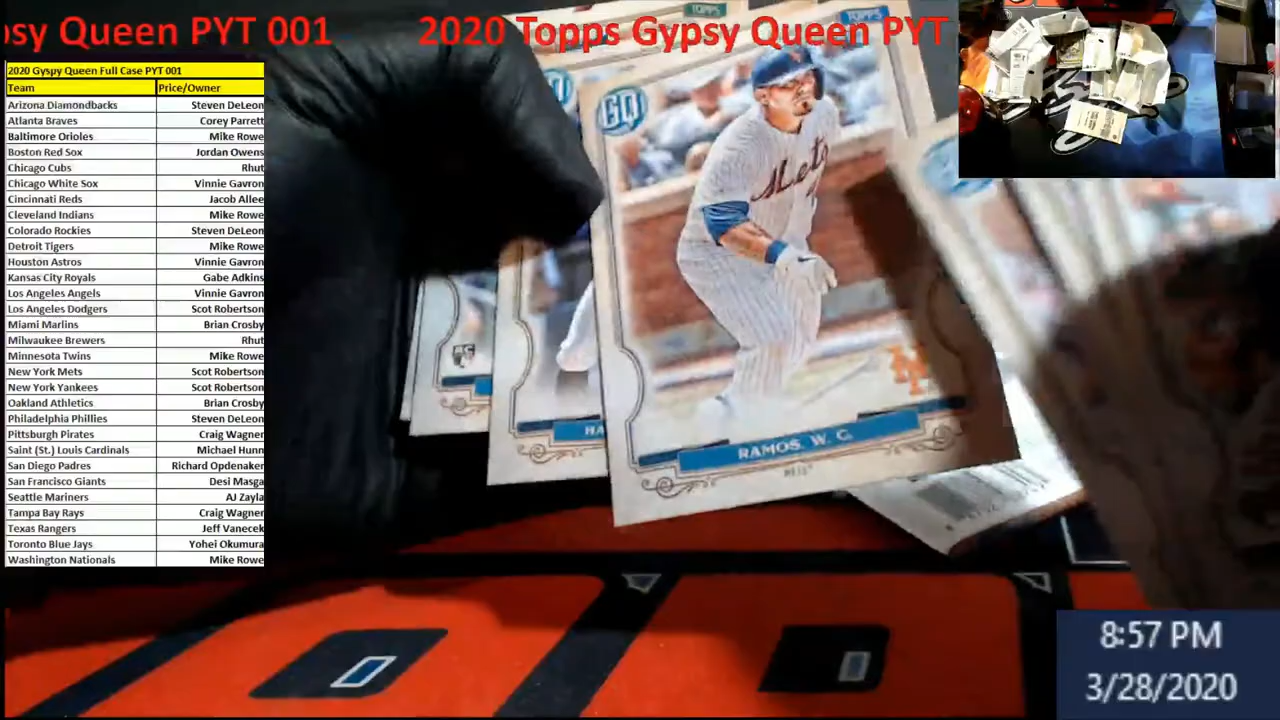 osy Queen PYT 001 2020 Topps Gypsy Queen PYT
2020 Gyspy Queen Full Case PYT 001
Team Price/Owner
Arizona Diamondbacks Steven DeLeon
Atlanta Braves Corey Parrett
Baltimore Orioles Mike Rowe
Boston Red Sox Jordan Owens
Chicago Cubs Rhut
Chicago White Sox Vinnie Gavron
Cincinnati Reds Jacob Allee
Cleveland Indians Mike Rowe
Colorado Rockies Steven DeLeon
Detroit Tigers Mike Rowe
Houston Astros Vinnie Gavron
Kansas City Royals Gabe Adkins
Los Angeles Angels Vinnie Gavron
Los Angeles Dodgers Scot Robertson
Miami Marlins Brian Crosby
Milwaukee Brewers Rhut
Minnesota Twins Mike Rowe
New York Mets Scot Robertson
New York Yankees Scot Robertson
Oakland Athletics Brian Crosby
Philadelphia Phillies Steven DeLeon
Pittsburgh Pirates Craig Wagner
Saint (St.) Louis Cardinals Michael Hunn
San Diego Padres Richard Opdenaker
San Francisco Giants Desi Masga
Seattle Mariners AJ Zayla
Tampa Bay Rays Craig Wagner
Texas Rangers Jeff Vanecek
Toronto Blue Jays Yohei Okumura
Washington Nationals Mike Rowe
TOPPS
TOPPS
GQ
Mets
NY
RC
HA
RAMOS, W. C.
METS
8:57 PM
3/28/2020